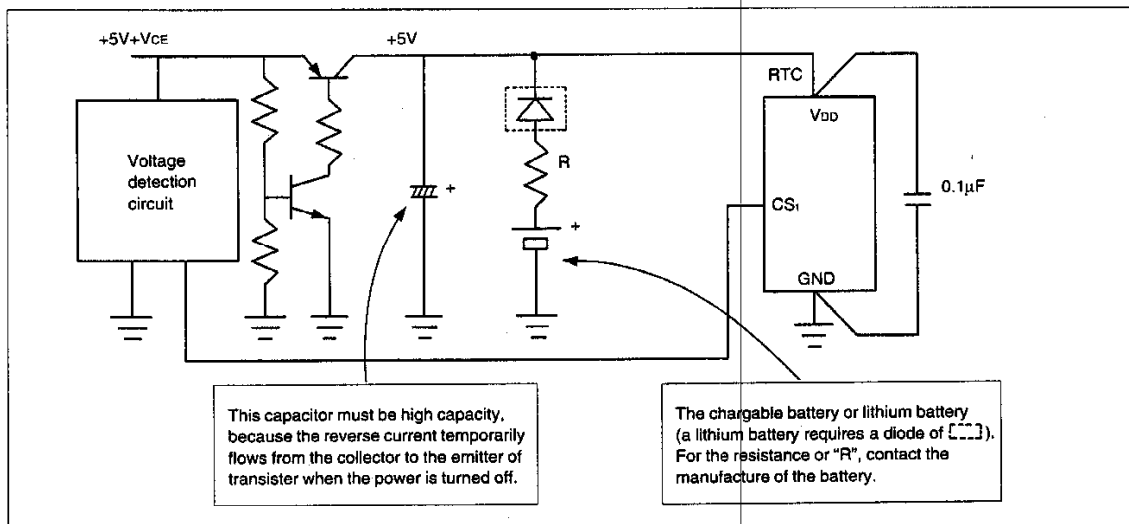 +5V+VCE
+5V
RTC
VDD
Voltage
detection
circuit
R
+
+
CS1
0.1μF
GND
This capacitor must be high capacity,
because the reverse current temporarily
flows from the collector to the emitter of
transister when the power is turned off.
The chargable battery or lithium battery
(a lithium battery requires a diode of [ ]).
For the resistance or “R”, contact the
manufacture of the battery.